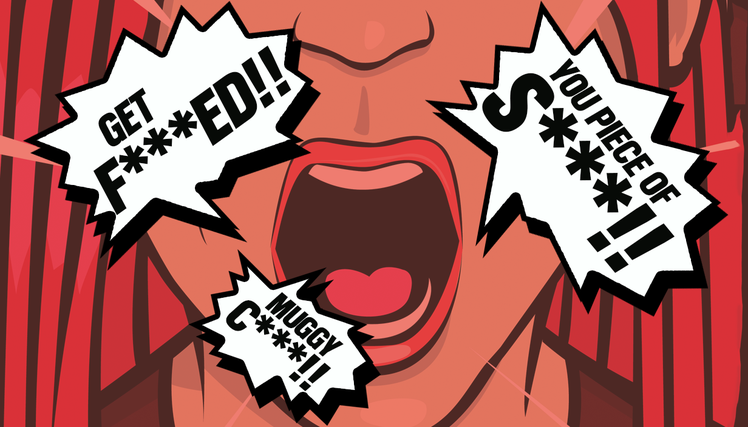 GET
F***ED!!
YOU PIECE OF
S***!!
MUGGY
C***!!